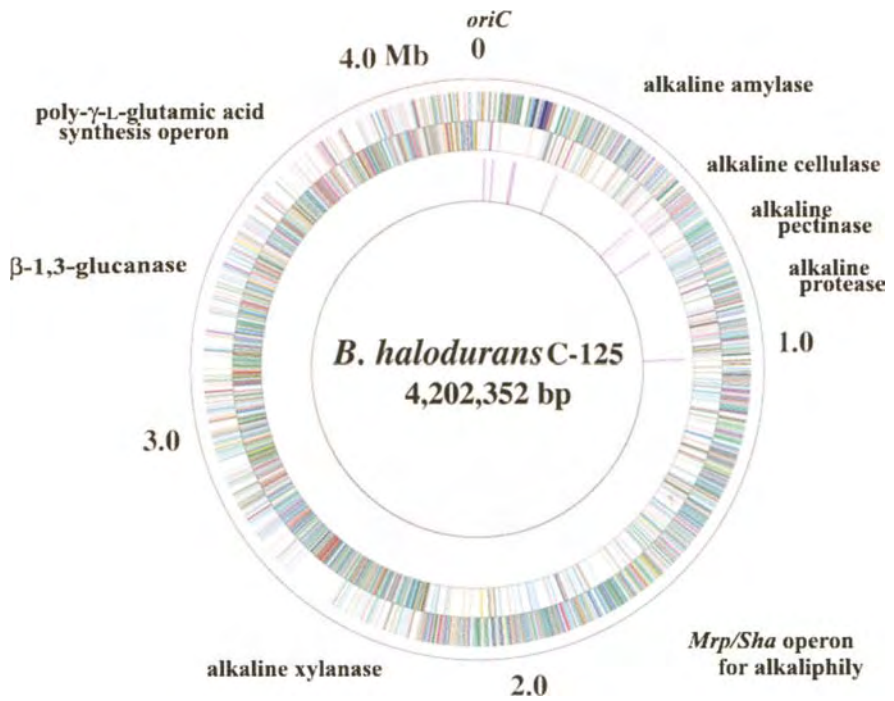 oriC
0
4.0 Mb
alkaline amylase
poly-γ-L-glutamic acid
synthesis operon
alkaline cellulase
alkaline
pectinase
β-1,3-glucanase
alkaline
protease
B. halodurans C-125
4,202,352 bp
1.0
3.0
Mrp/Sha operon
for alkaliphily
alkaline xylanase
2.0